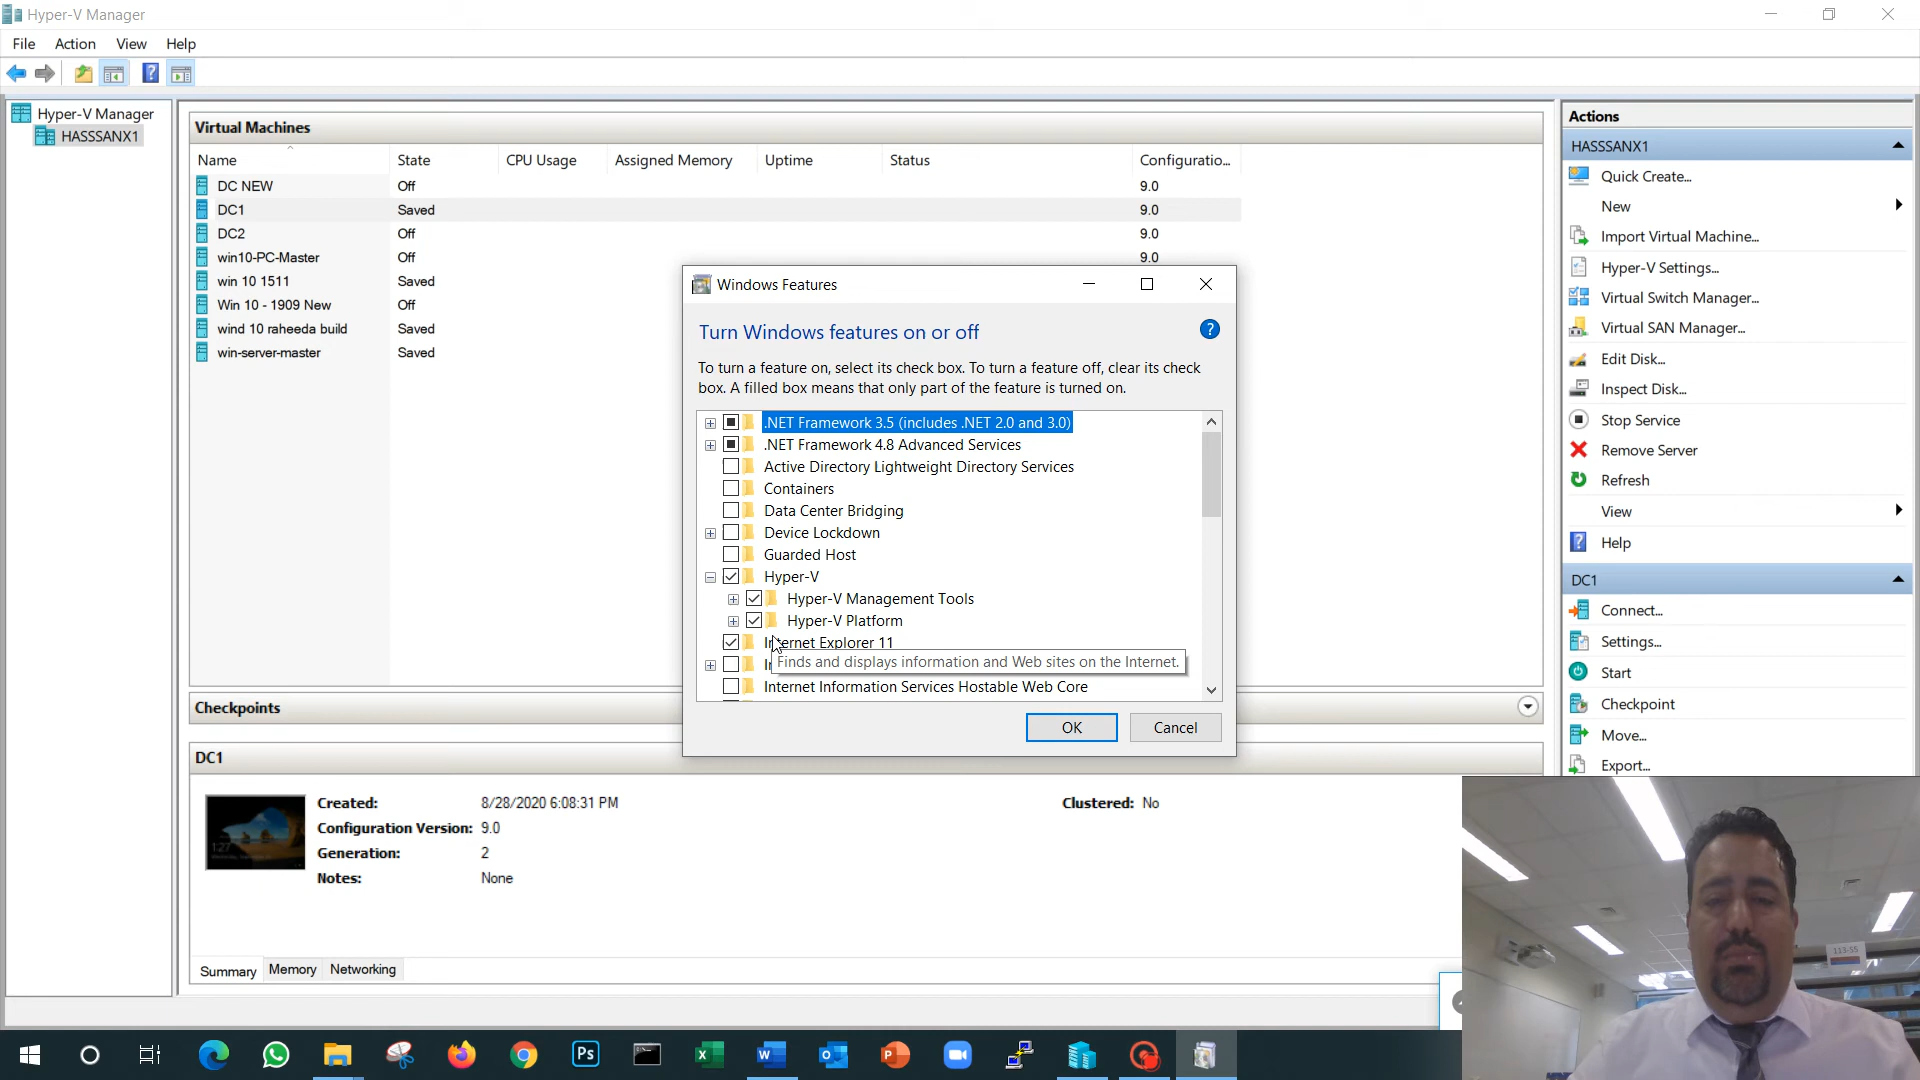 Hyper-V Manager
File Action View Help
Hyper-V Manager
HASSSANX1
Virtual Machines
Name State CPU Usage Assigned Memory Uptime Status Configuratio...
DC NEW Off 9.0
DC1 Saved 9.0
DC2 Off 9.0
win10-PC-Master Off 9.0
win 10 1511 Saved
Win 10 - 1909 New Off
wind 10 raheeda build Saved
win-server-master Saved
Windows Features
Turn Windows features on or off
To turn a feature on, select its check box. To turn a feature off, clear its check
box. A filled box means that only part of the feature is turned on.
.NET Framework 3.5 (includes .NET 2.0 and 3.0)
.NET Framework 4.8 Advanced Services
Active Directory Lightweight Directory Services
Containers
Data Center Bridging
Device Lockdown
Guarded Host
Hyper-V
Hyper-V Management Tools
Hyper-V Platform
Internet Explorer 11
Finds and displays information and Web sites on the Internet.
Internet Information Services Hostable Web Core
OK Cancel
Checkpoints
DC1
Created: 8/28/2020 6:08:31 PM Clustered: No
Configuration Version: 9.0
Generation: 2
Notes: None
1:27
Summary Memory Networking
Actions
HASSSANX1
Quick Create...
New
Import Virtual Machine...
Hyper-V Settings...
Virtual Switch Manager...
Virtual SAN Manager...
Edit Disk...
Inspect Disk...
Stop Service
Remove Server
Refresh
View
Help
DC1
Connect...
Settings...
Start
Checkpoint
Move...
Export...
113-55
Ps